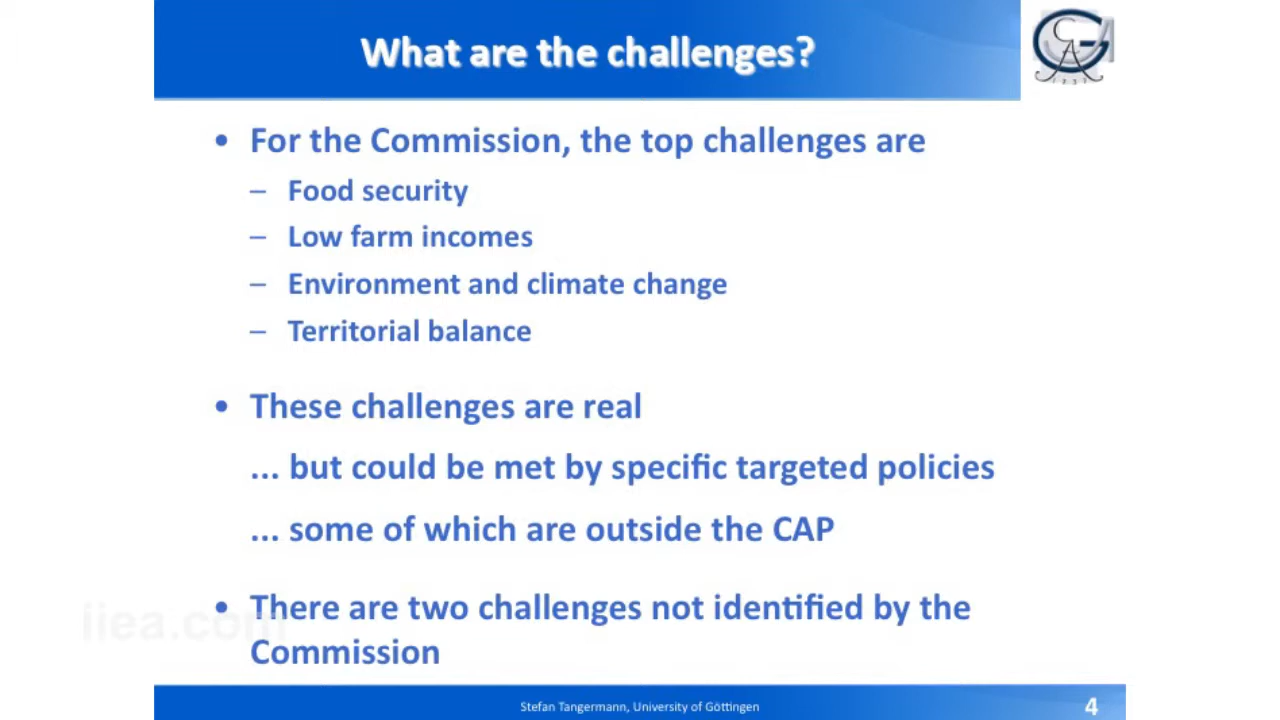 What are the challenges?
• For the Commission, the top challenges are
– Food security
– Low farm incomes
– Environment and climate change
– Territorial balance
• These challenges are real
... but could be met by specific targeted policies
... some of which are outside the CAP
• There are two challenges not identified by the
Commission
iiea.com
Stefan Tangermann, University of Göttingen
4